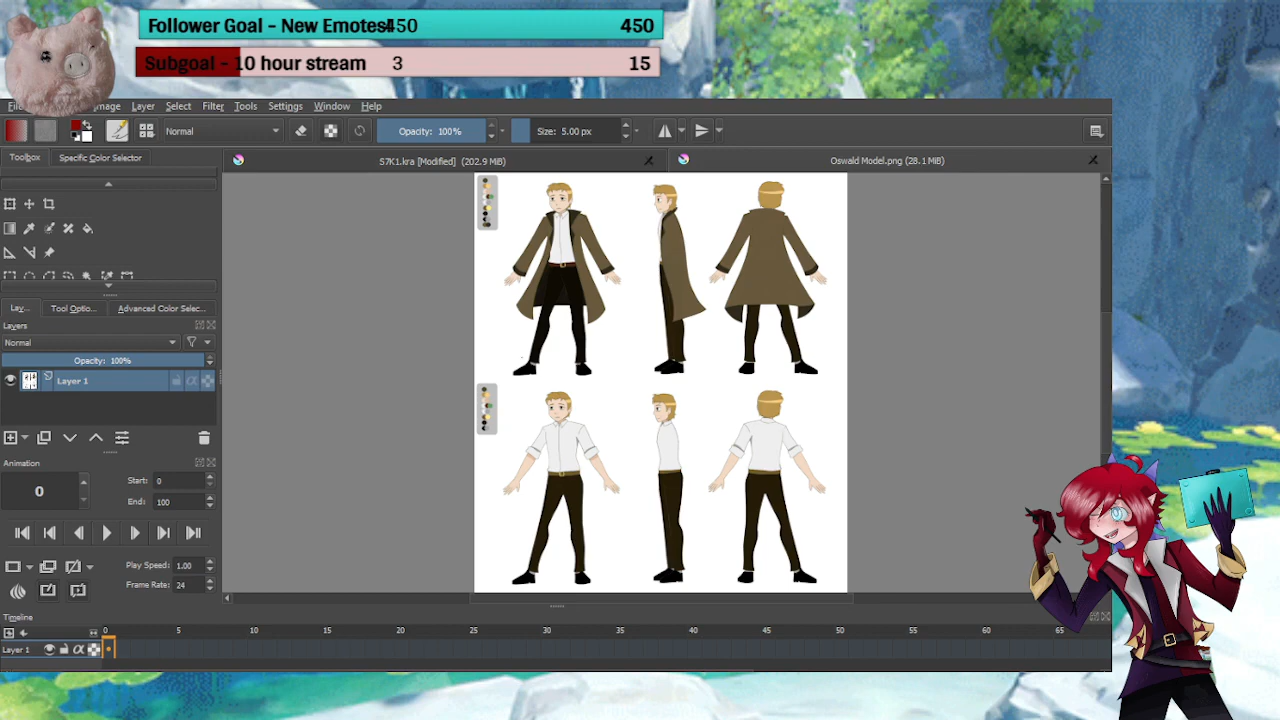 Follower Goal - New Emotes! 450 450
Subgoal - 10 hour stream 3 15
Layer Select Filter Tools Settings Window Help
Normal Opacity: 100% Size: 5.00 px
Toolbox Specific Color Selector S7K1.kra [Modified] (202.9 MiB) Oswald Model.png (28.1 MiB)
Lay... Tool Optio... Advanced Color Selec...
Layers
Normal
Opacity: 100%
Layer 1
Animation
0 Start: 0
End: 100
Play Speed: 1.00
Frame Rate: 24
Timeline
0 5 10 15 20 25 30 35 40 45 50 55 60 65
Layer 1